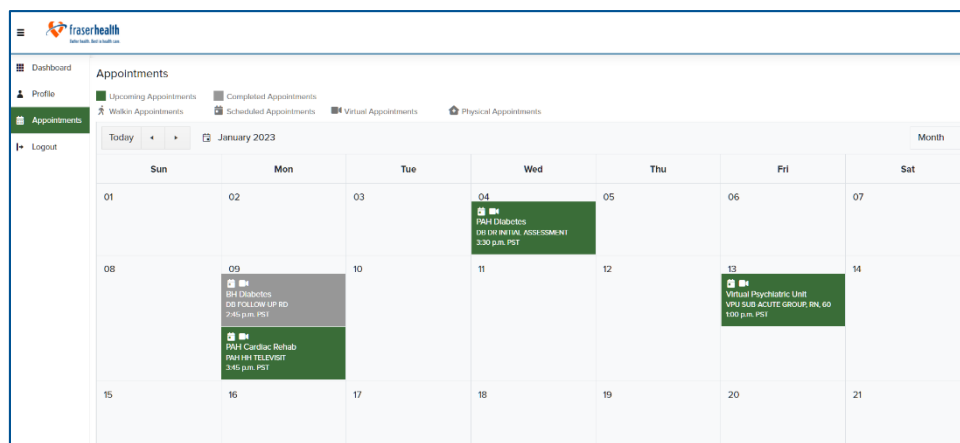 fraserhealth
Better health. Best in health care.
Dashboard
Profile
Appointments
Logout
Appointments
Upcoming Appointments Completed Appointments
Walkin Appointments Scheduled Appointments Virtual Appointments Physical Appointments
Today January 2023 Month
Sun Mon Tue Wed Thu Fri Sat
01 02 03 04 05 06 07
PAH Diabetes
DB DR INITIAL ASSESSMENT
3:30 p.m. PST
08 09 10 11 12 13 14
BH Diabetes
DB FOLLOW UP RD
2:45 p.m. PST
PAH Cardiac Rehab
PAH HH TELEVISIT
3:45 p.m. PST
Virtual Psychiatric Unit
VPU SUB ACUTE GROUP, RN, 60
1:00 p.m. PST
15 16 17 18 19 20 21